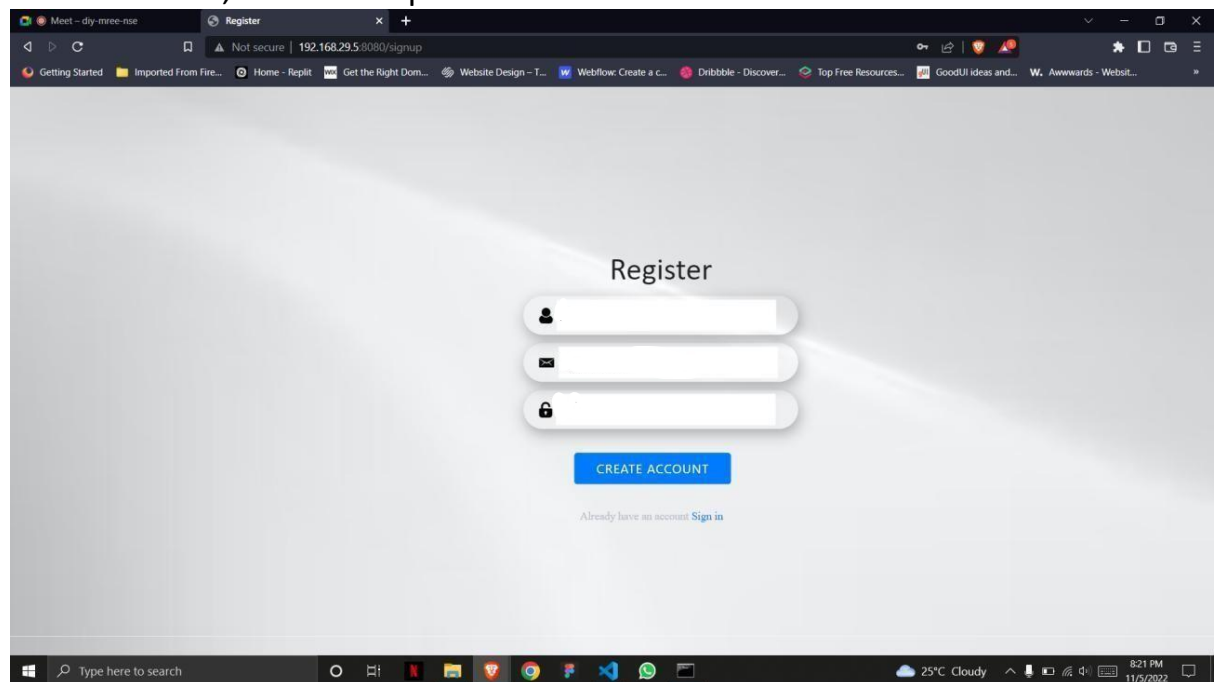 Meet – diy-mree-nse
Register
Not secure | 192.168.29.5:8080/signup
Getting Started
Imported From Fire...
Home - Replit
WIX Get the Right Dom...
Website Design – T...
W Webflow: Create a c...
Dribbble - Discover...
Top Free Resources...
GoodUI ideas and...
W. Awwwards - Websit...
Register
CREATE ACCOUNT
Already have an account Sign in
Type here to search
25°C Cloudy
8:21 PM
11/5/2022